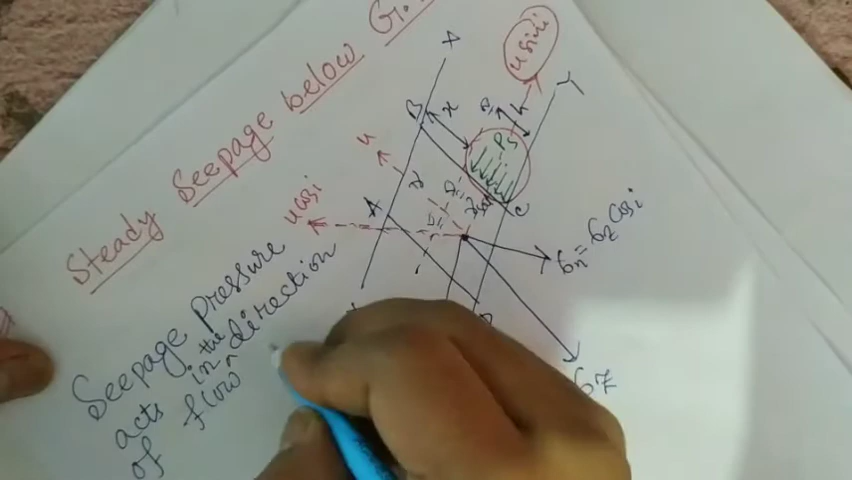 Steady Seepage below G.
Seepage Pressure
acts in the direction
of flow
X
Y
B
x
h
u sin i
Ps
u
u cos i
A
C
σn = σz cos i
σz